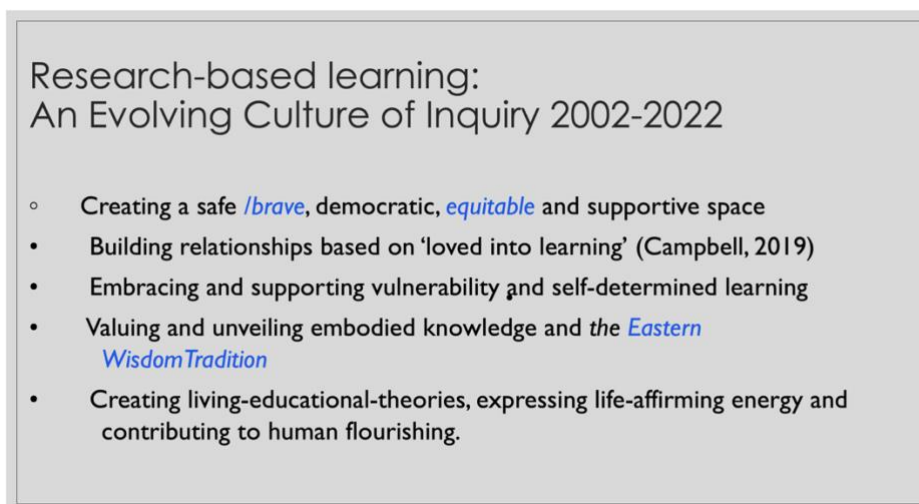 Research-based learning:
An Evolving Culture of Inquiry 2002-2022
◦ Creating a safe /brave, democratic, equitable and supportive space
• Building relationships based on ‘loved into learning’ (Campbell, 2019)
• Embracing and supporting vulnerability and self-determined learning
• Valuing and unveiling embodied knowledge and the Eastern
WisdomTradition
• Creating living-educational-theories, expressing life-affirming energy and
contributing to human flourishing.